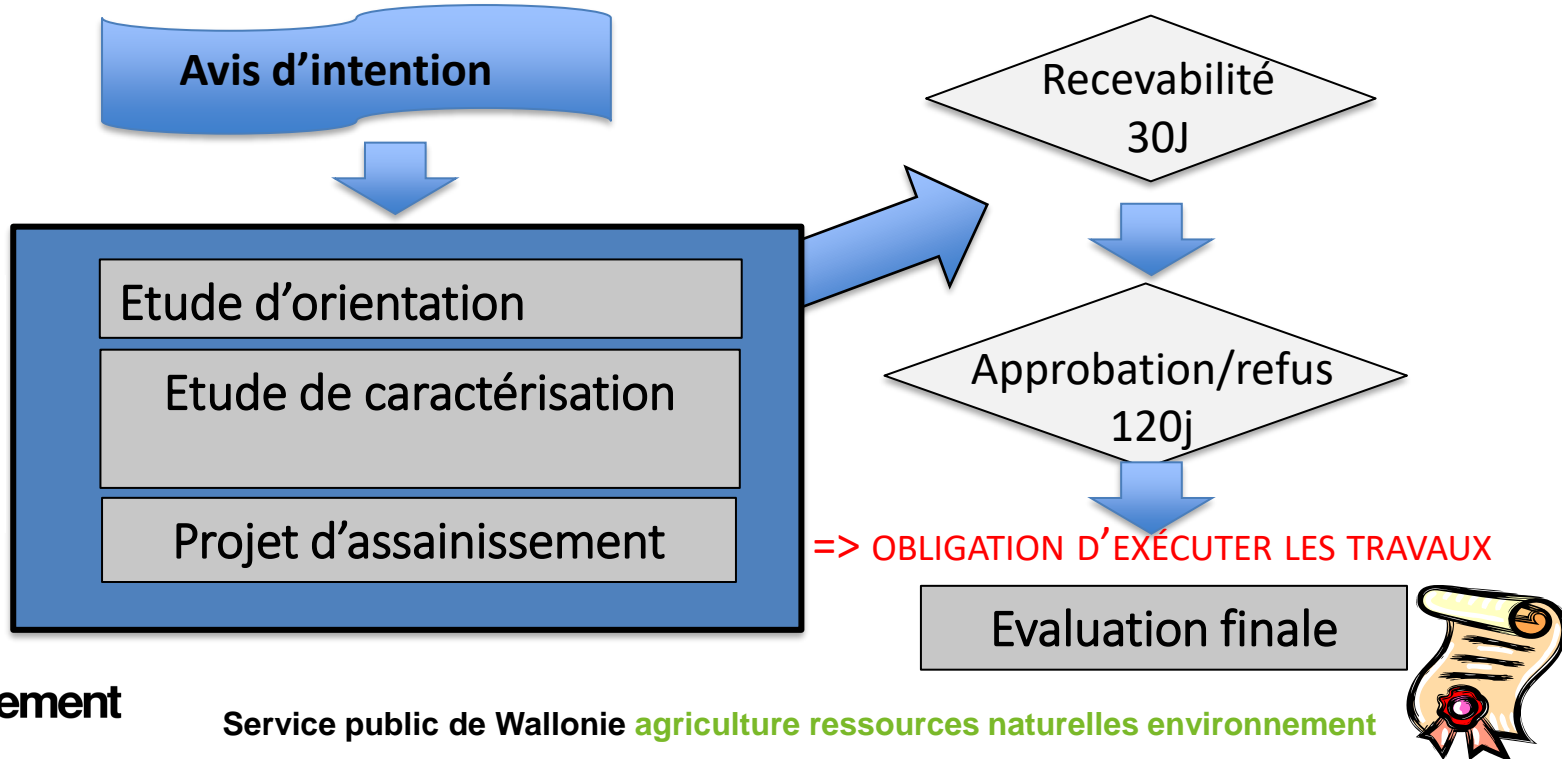 Avis d’intention
Etude d’orientation
Etude de caractérisation
Projet d’assainissement
Recevabilité
30J
Approbation/refus
120j
=> OBLIGATION D’EXÉCUTER LES TRAVAUX
Evaluation finale
ement
Service public de Wallonie agriculture ressources naturelles environnement